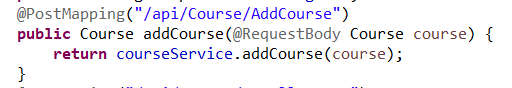 @PostMapping("/api/Course/AddCourse")
public Course addCourse(@RequestBody Course course) {
    return courseService.addCourse(course);
}